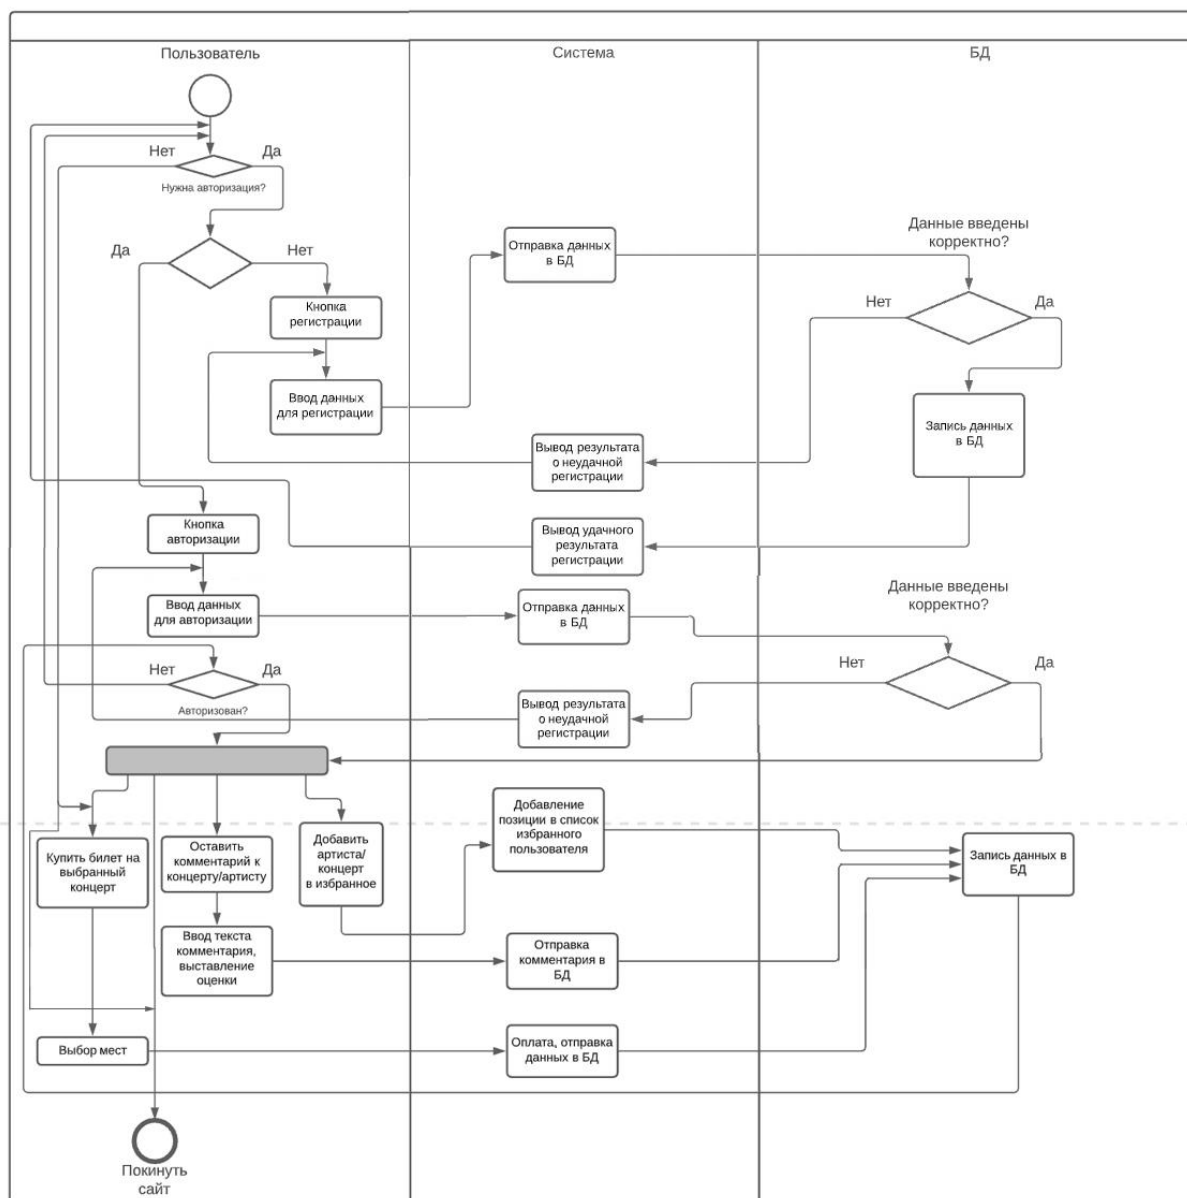 Пользователь
Система
БД
Нет
Да
Нужна авторизация?
Да
Нет
Кнопка
регистрации
Ввод данных
для регистрации
Отправка данных
в БД
Данные введены
корректно?
Нет
Да
Запись данных
в БД
Вывод результата
о неудачной
регистрации
Вывод удачного
результата
регистрации
Кнопка
авторизации
Ввод данных
для авторизации
Отправка данных
в БД
Данные введены
корректно?
Нет
Да
Нет
Да
Авторизован?
Вывод результата
о неудачной
регистрации
Купить билет на
выбранный
концерт
Оставить
комментарий к
концерту/артисту
Добавить
артиста/
концерт
в избранное
Добавление
позиции в список
избранного
пользователя
Запись данных в
БД
Ввод текста
комментария,
выставление
оценки
Отправка
комментария в
БД
Выбор мест
Оплата, отправка
данных в БД
Покинуть
сайт